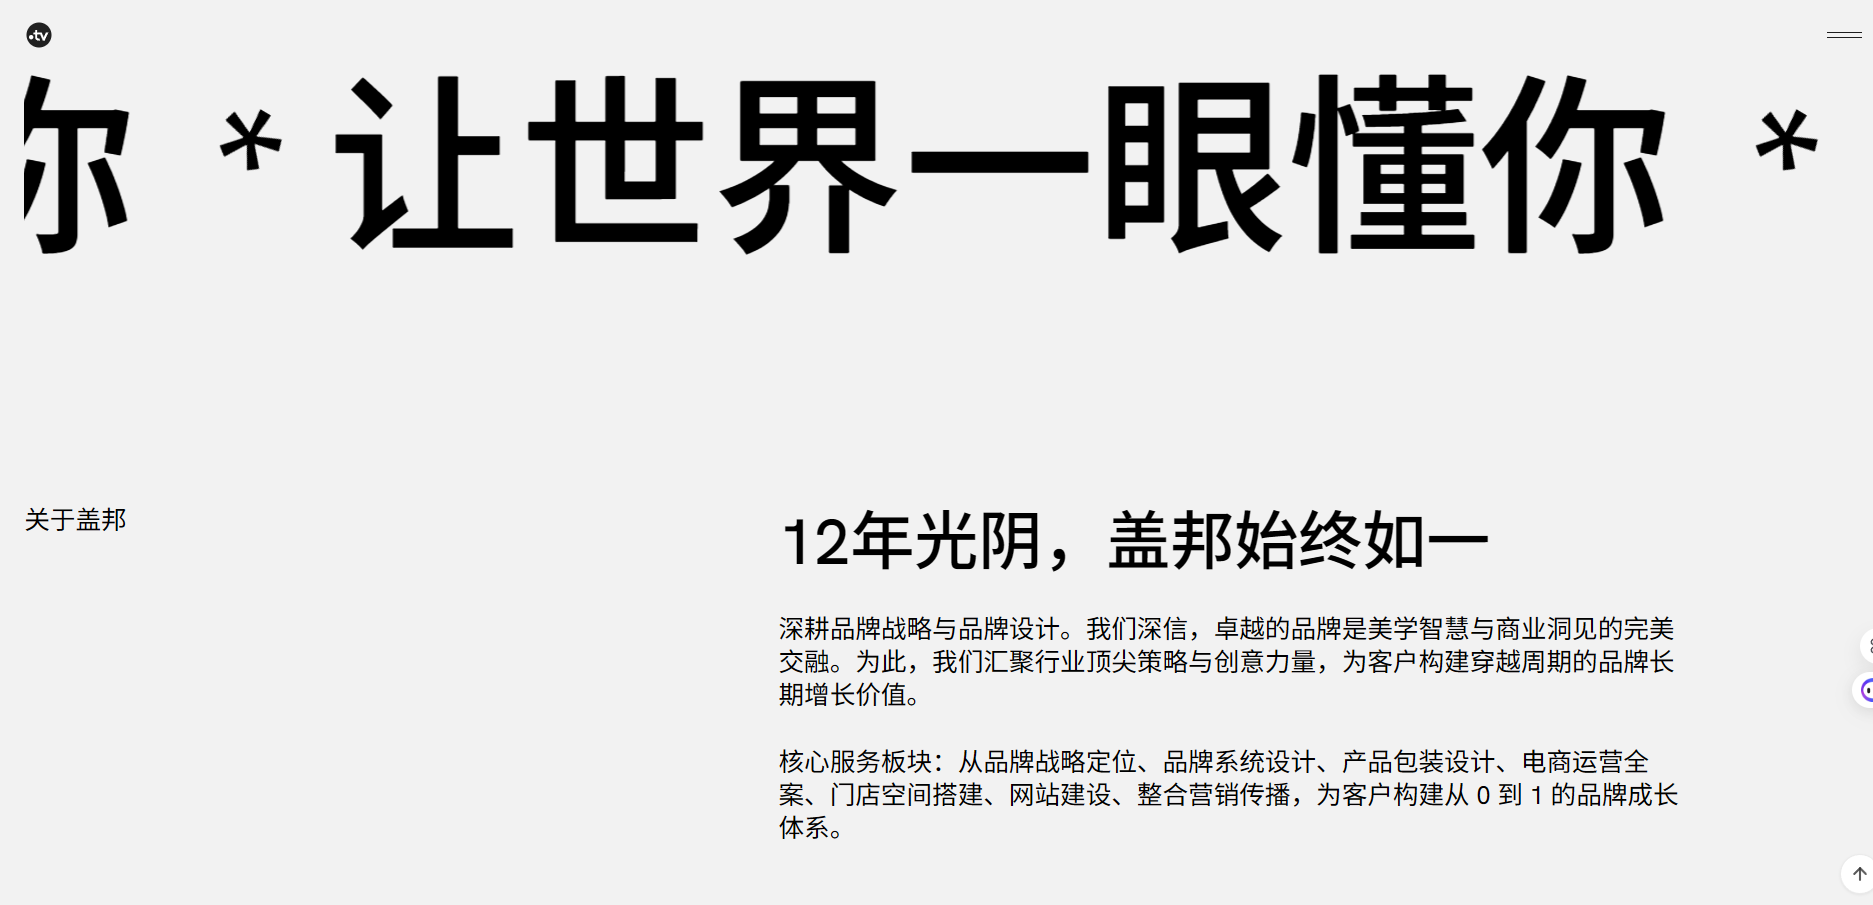 .tv
你 * 让世界一眼懂你 *
关于盖邦
12年光阴，盖邦始终如一
深耕品牌战略与品牌设计。我们深信，卓越的品牌是美学智慧与商业洞见的完美
交融。为此，我们汇聚行业顶尖策略与创意力量，为客户构建穿越周期的品牌长
期增长价值。
核心服务板块：从品牌战略定位、品牌系统设计、产品包装设计、电商运营全
案、门店空间搭建、网站建设、整合营销传播，为客户构建从 0 到 1 的品牌成长
体系。